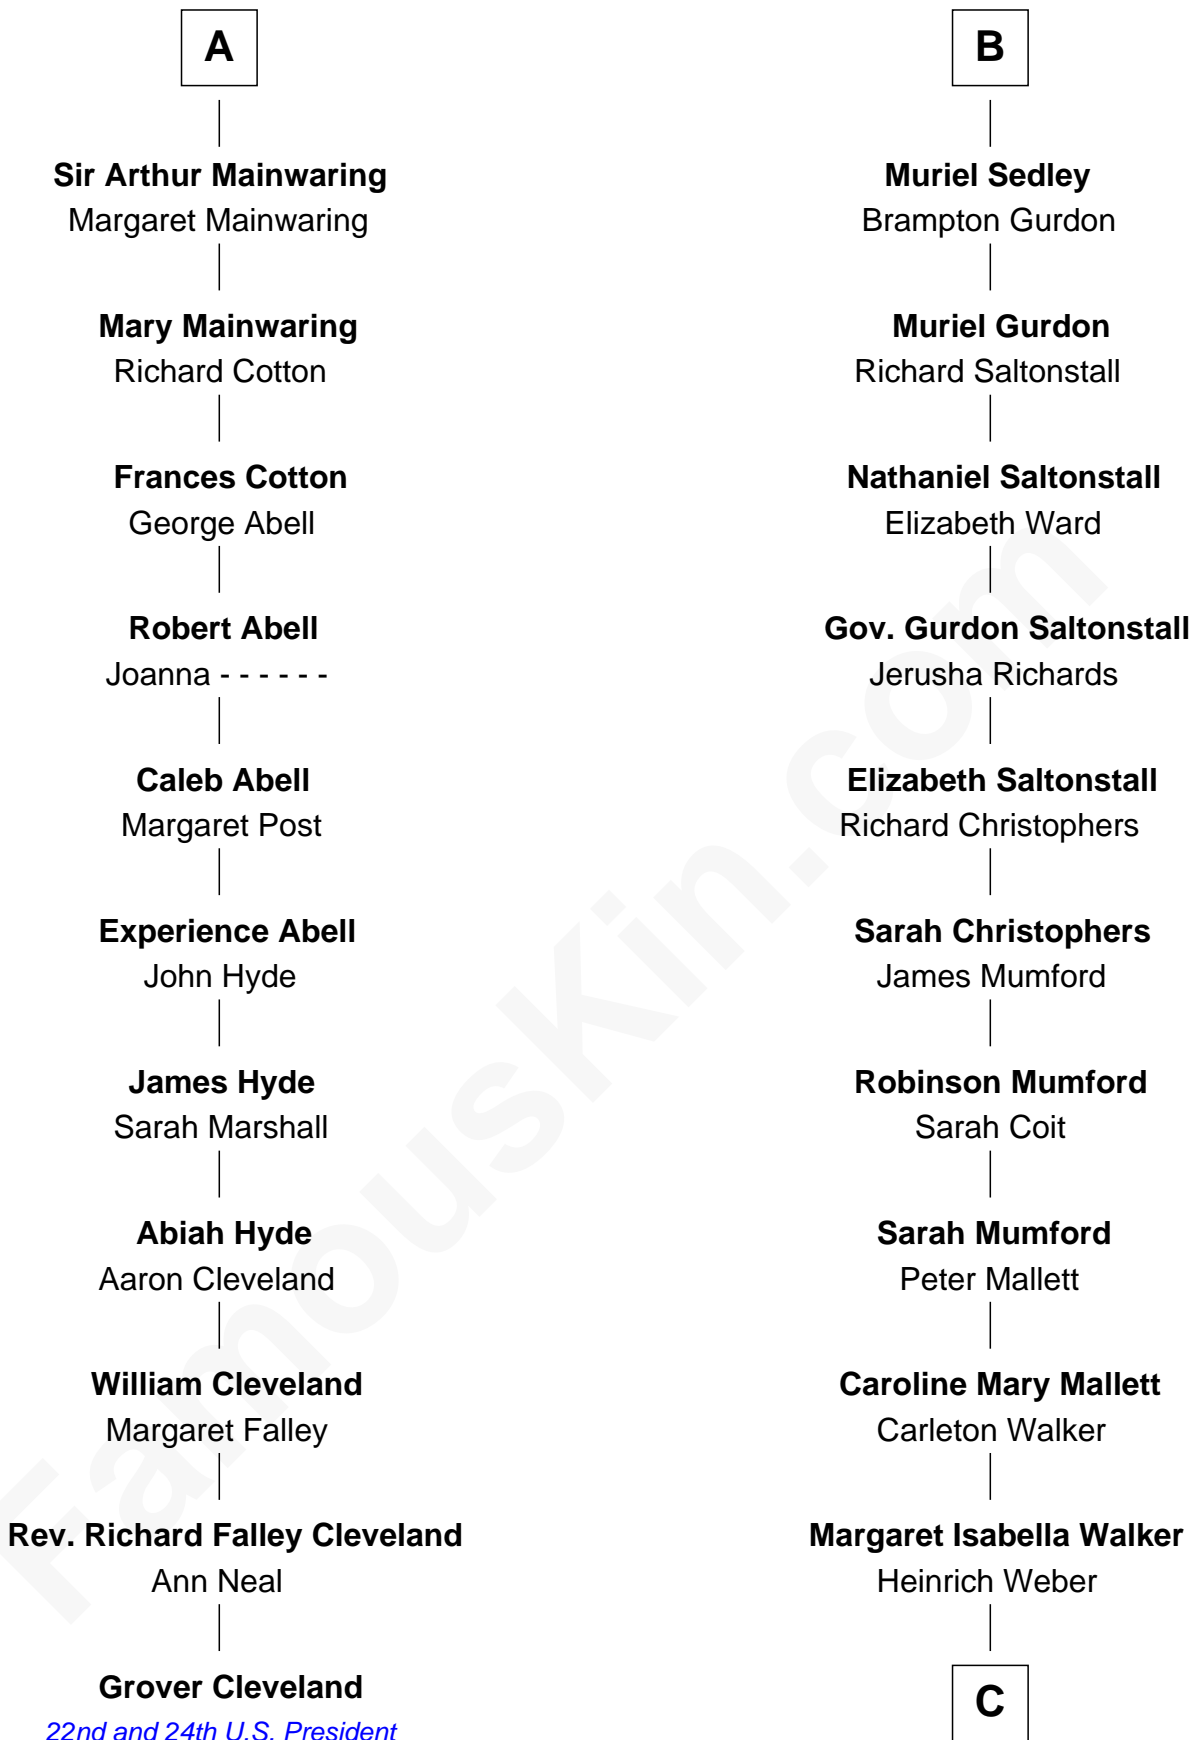 A
Sir Arthur Mainwaring
Margaret Mainwaring
Mary Mainwaring
Richard Cotton
Frances Cotton
George Abell
Robert Abell
Joanna - - - - - -
Caleb Abell
Margaret Post
Experience Abell
John Hyde
James Hyde
Sarah Marshall
Abiah Hyde
Aaron Cleveland
William Cleveland
Margaret Falley
Rev. Richard Falley Cleveland
Ann Neal
Grover Cleveland
22nd and 24th U.S. President
B
Muriel Sedley
Brampton Gurdon
Muriel Gurdon
Richard Saltonstall
Nathaniel Saltonstall
Elizabeth Ward
Gov. Gurdon Saltonstall
Jerusha Richards
Elizabeth Saltonstall
Richard Christophers
Sarah Christophers
James Mumford
Robinson Mumford
Sarah Coit
Sarah Mumford
Peter Mallett
Caroline Mary Mallett
Carleton Walker
Margaret Isabella Walker
Heinrich Weber
C
FamousKin.com